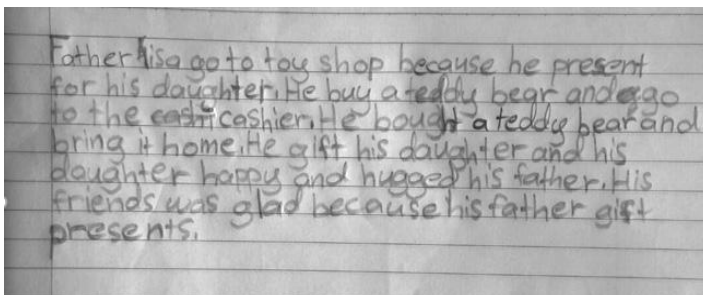 Father hisa go to toy shop because he present
for his daughter. He buy a teddy bear and go
to the cashier. He bought a teddy bear and
bring it home. He gift his daughter and his
daughter happy and hugged his father. His
friends was glad because his father gift
presents.